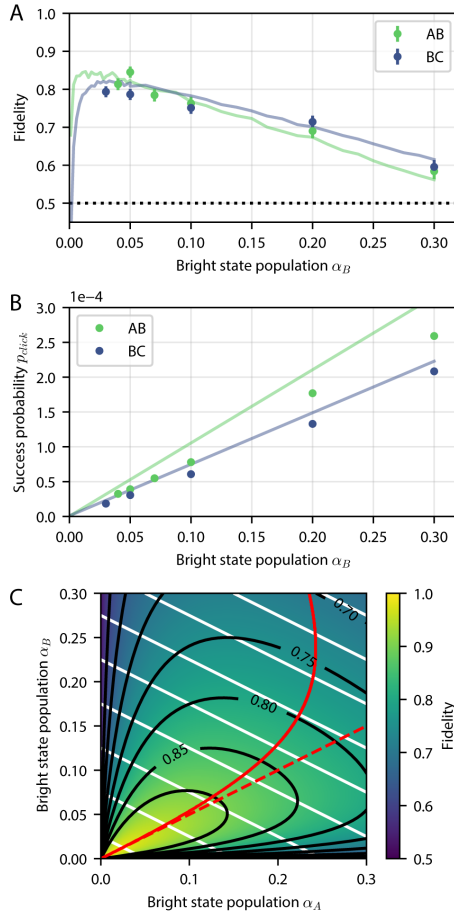 A
1.0
0.9
0.8
0.7
0.6
0.5
Fidelity
AB
BC
0.00 0.05 0.10 0.15 0.20 0.25 0.30
Bright state population α_B
B
1e−4
3.0
2.5
2.0
1.5
1.0
0.5
0.0
Success probability p_click
AB
BC
0.00 0.05 0.10 0.15 0.20 0.25 0.30
Bright state population α_B
C
0.30
0.25
0.20
0.15
0.10
0.05
0.00
Bright state population α_B
0.70
0.75
0.80
0.85
0.0 0.1 0.2 0.3
Bright state population α_A
1.0
0.9
0.8
0.7
0.6
0.5
Fidelity